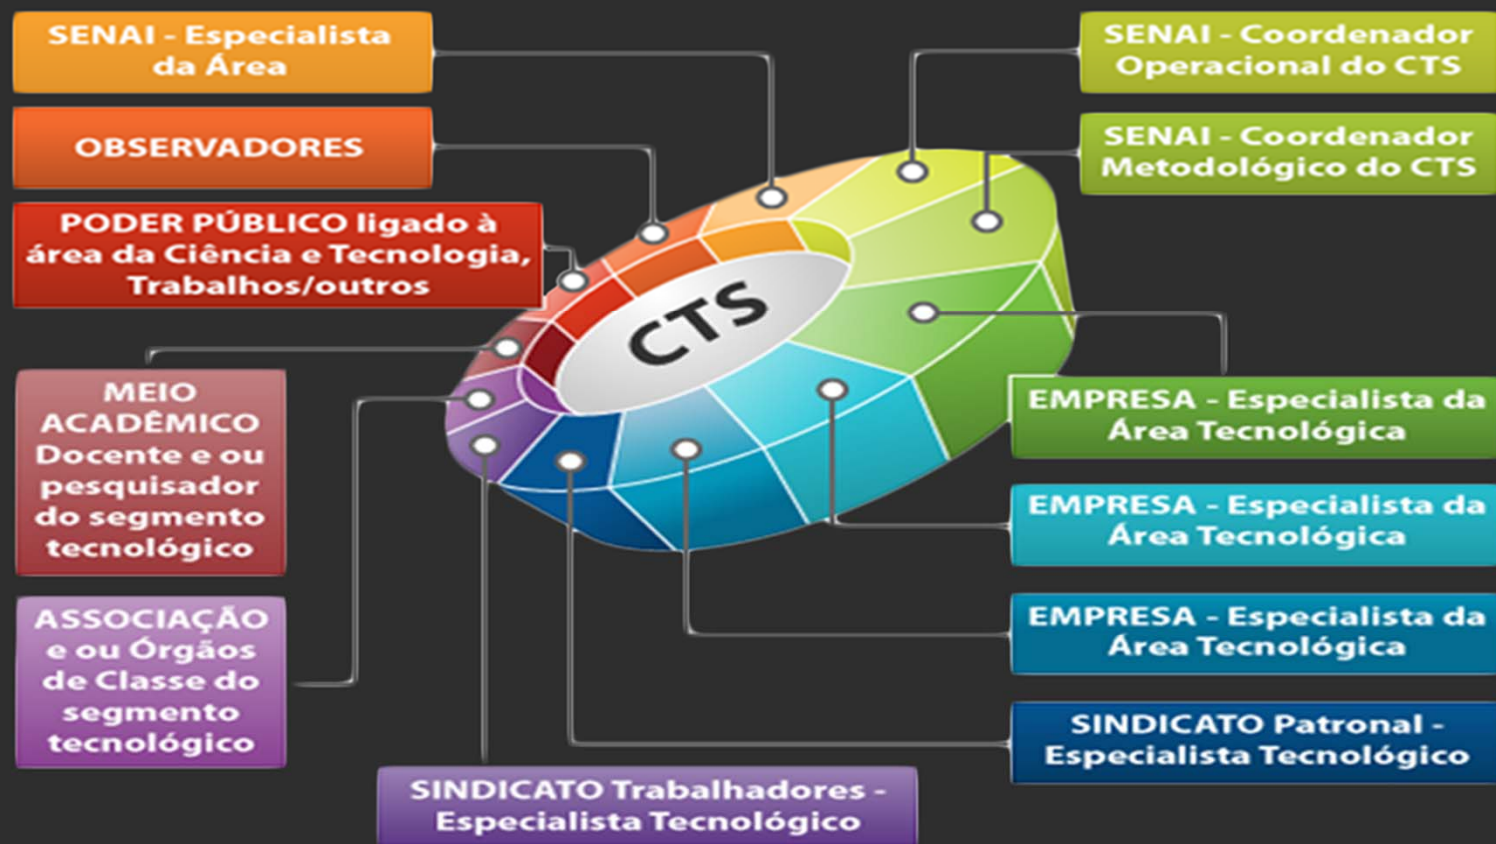 SENAI - Especialista
da Área
OBSERVADORES
PODER PÚBLICO ligado à
área da Ciência e Tecnologia,
Trabalhos/outros
MEIO
ACADÊMICO
Docente e ou
pesquisador
do segmento
tecnológico
ASSOCIAÇÃO
e ou Órgãos
de Classe do
segmento
tecnológico
CTS
SENAI - Coordenador
Operacional do CTS
SENAI - Coordenador
Metodológico do CTS
EMPRESA - Especialista da
Área Tecnológica
EMPRESA - Especialista da
Área Tecnológica
EMPRESA - Especialista da
Área Tecnológica
SINDICATO Patronal -
Especialista Tecnológico
SINDICATO Trabalhadores -
Especialista Tecnológico